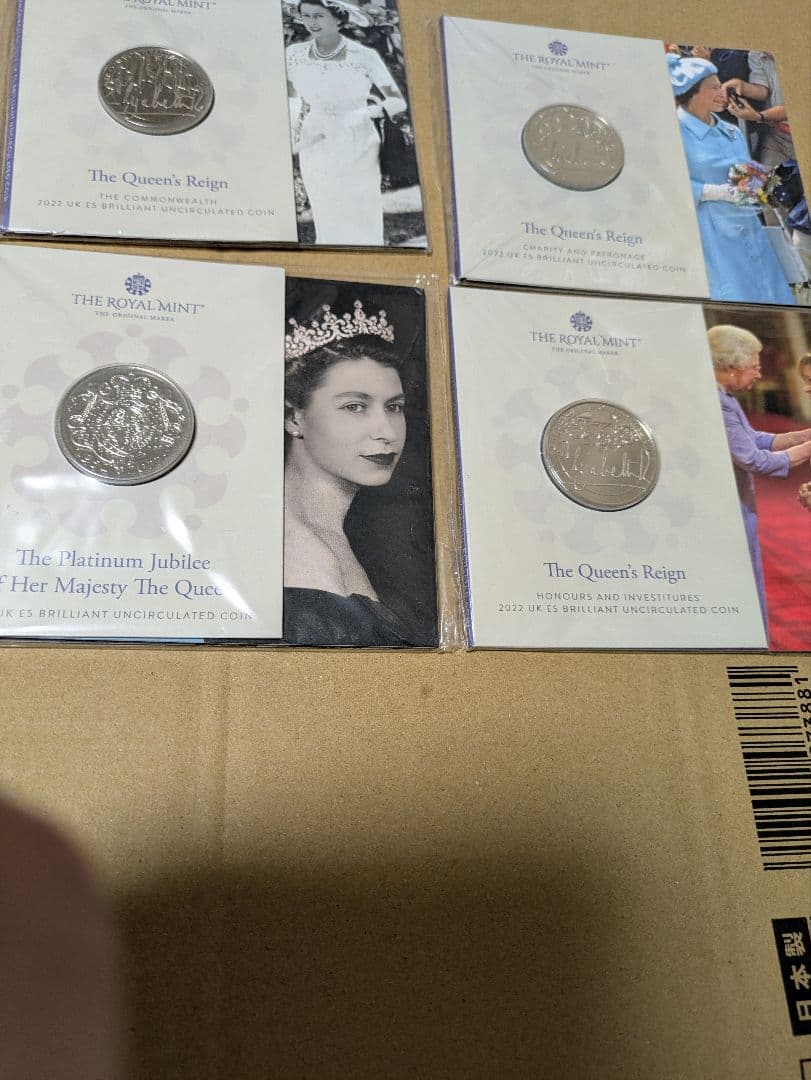 ROYAL MINT
THE ORIGINAL MAKER
The Queen's Reign
THE COMMONWEALTH
2022 UK £5 BRILLIANT UNCIRCULATED COIN
THE ROYAL MINT®
THE ORIGINAL MAKER
The Queen's Reign
CHARITY AND PATRONAGE
2022 UK £5 BRILLIANT UNCIRCULATED COIN
THE ROYAL MINT®
THE ORIGINAL MAKER
The Platinum Jubilee
f Her Majesty The Quee
UK £5 BRILLIANT UNCIRCULATED COIN
THE ROYAL MINT®
THE ORIGINAL MAKER
The Queen's Reign
HONOURS AND INVESTITURES
2022 UK £5 BRILLIANT UNCIRCULATED COIN
日本製